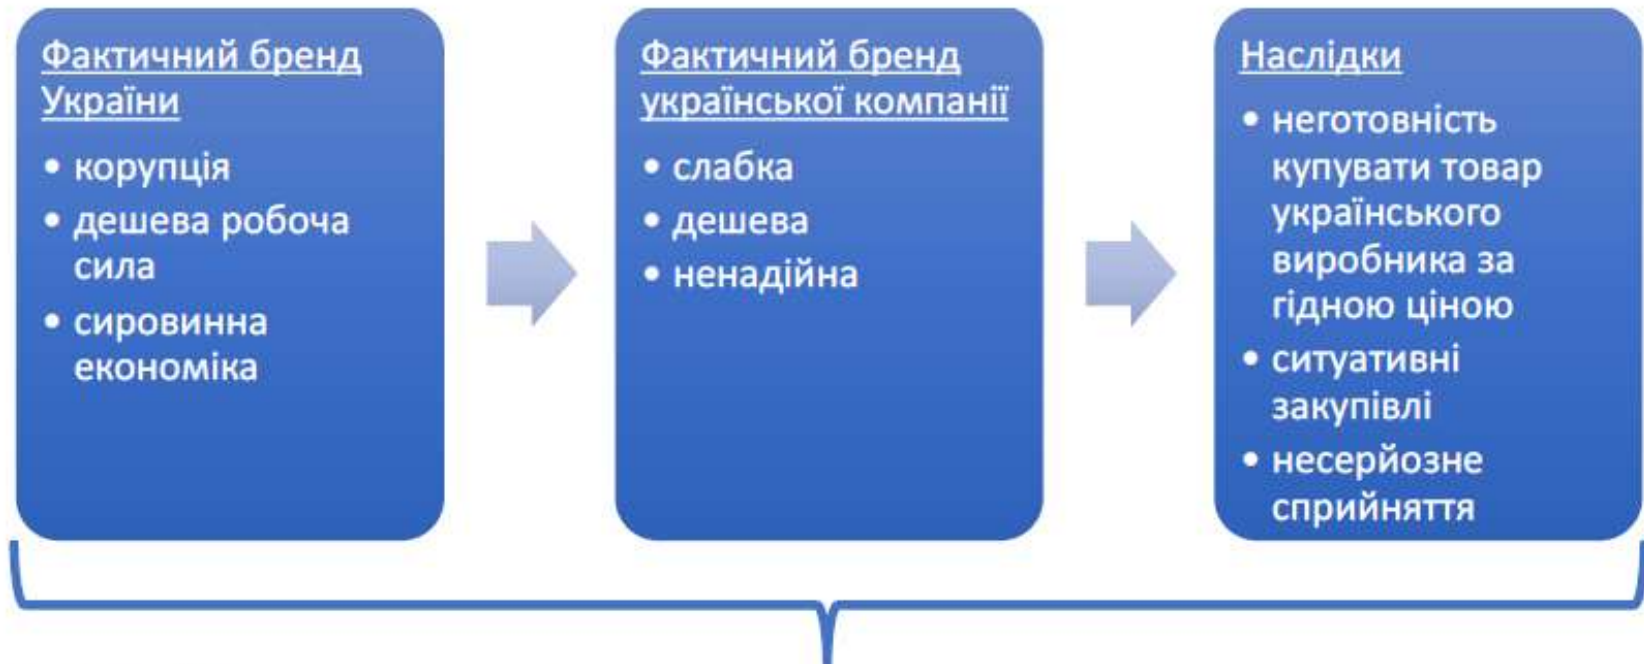 Фактичний бренд
України
• корупція
• дешева робоча
сила
• сировинна
економіка
Фактичний бренд
української компанії
• слабка
• дешева
• ненадійна
Наслідки
• неготовність
купувати товар
українського
виробника за
гідною ціною
• ситуативні
закупівлі
• несерйозне
сприйняття